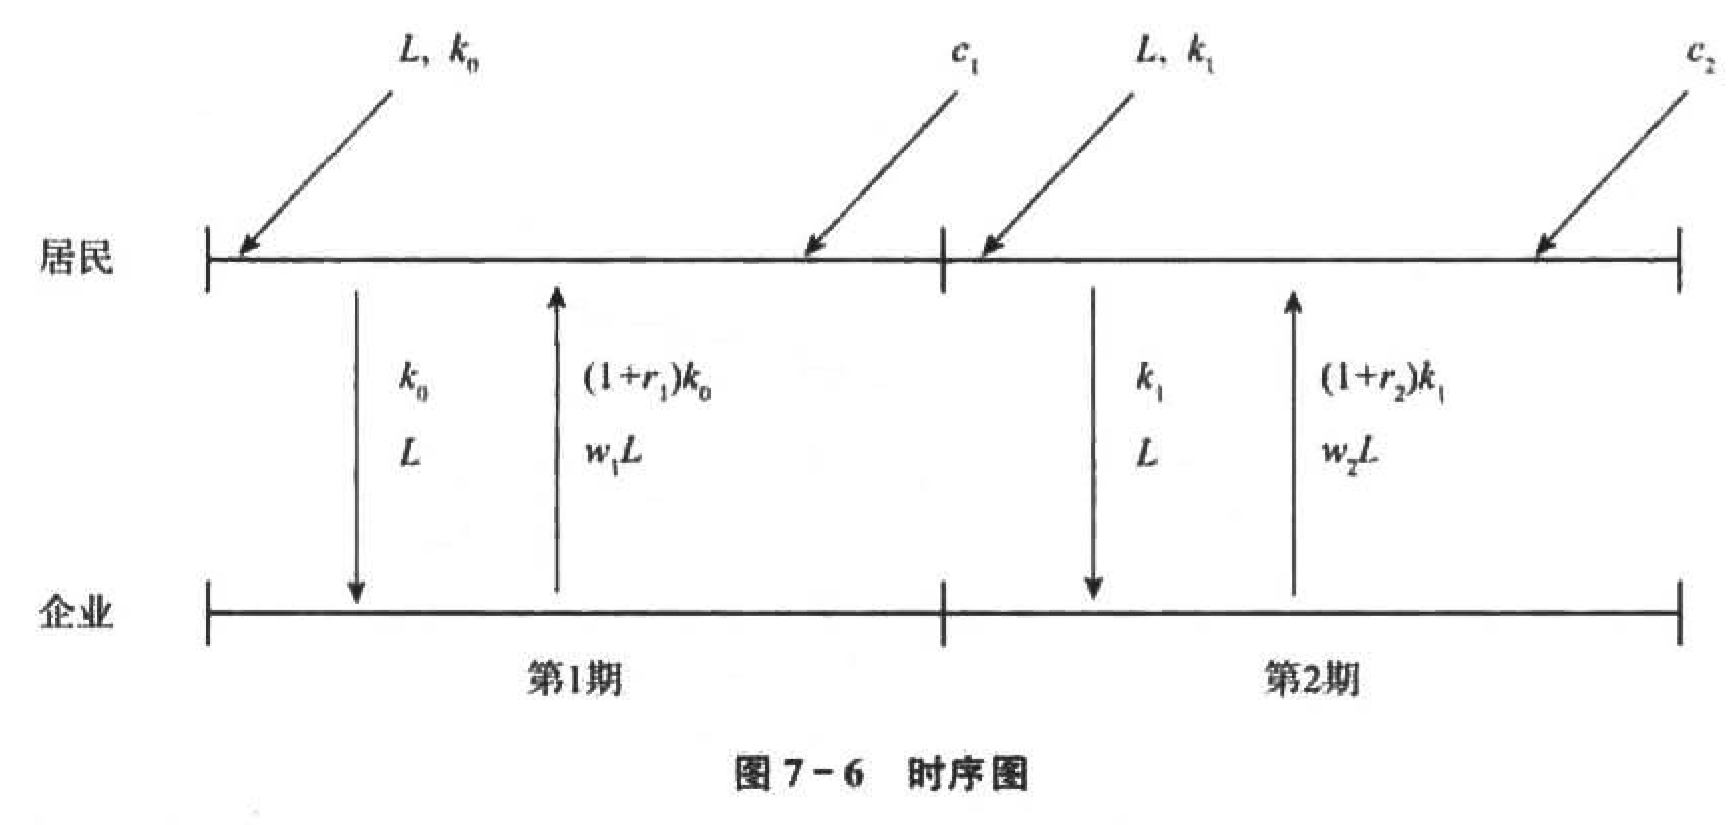 L, k₀ c₁ L, k₁ c₂
居民
k₀ (1+r₁)k₀ k₁ (1+r₂)k₁
L w₁L L w₂L
企业
第1期 第2期
图 7-6 时序图